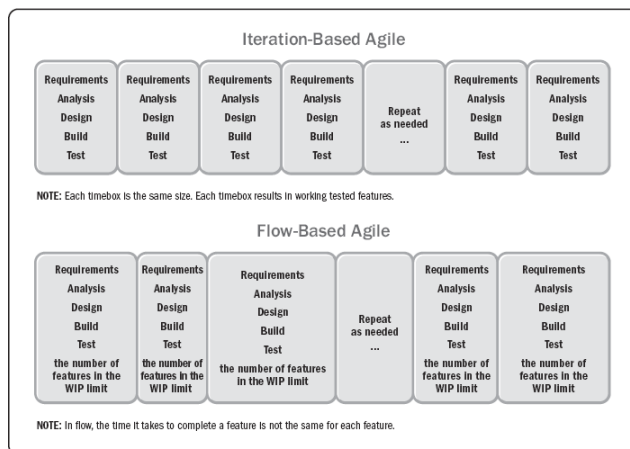 Iteration-Based Agile
Requirements
Analysis
Design
Build
Test
Requirements
Analysis
Design
Build
Test
Requirements
Analysis
Design
Build
Test
Requirements
Analysis
Design
Build
Test
Repeat
as needed
...
Requirements
Analysis
Design
Build
Test
Requirements
Analysis
Design
Build
Test
NOTE: Each timebox is the same size. Each timebox results in working tested features.
Flow-Based Agile
Requirements
Analysis
Design
Build
Test
the number of
features in the
WIP limit
Requirements
Analysis
Design
Build
Test
the number of
features in the
WIP limit
Requirements
Analysis
Design
Build
Test
the number of features
in the WIP limit
Repeat
as needed
...
Requirements
Analysis
Design
Build
Test
the number of
features in the
WIP limit
Requirements
Analysis
Design
Build
Test
the number of
features in the
WIP limit
NOTE: In flow, the time it takes to complete a feature is not the same for each feature.